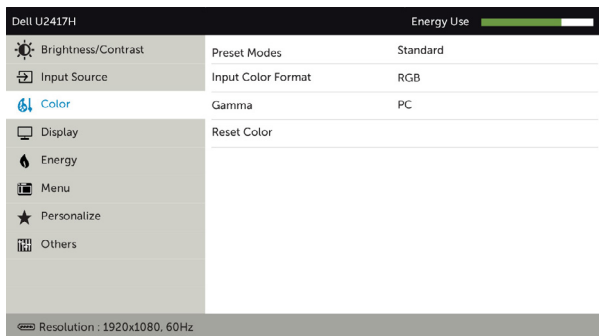 Dell U2417H Energy Use
Brightness/Contrast
Input Source
Color
Display
Energy
Menu
Personalize
Others
Preset Modes Standard
Input Color Format RGB
Gamma PC
Reset Color
Resolution : 1920x1080, 60Hz